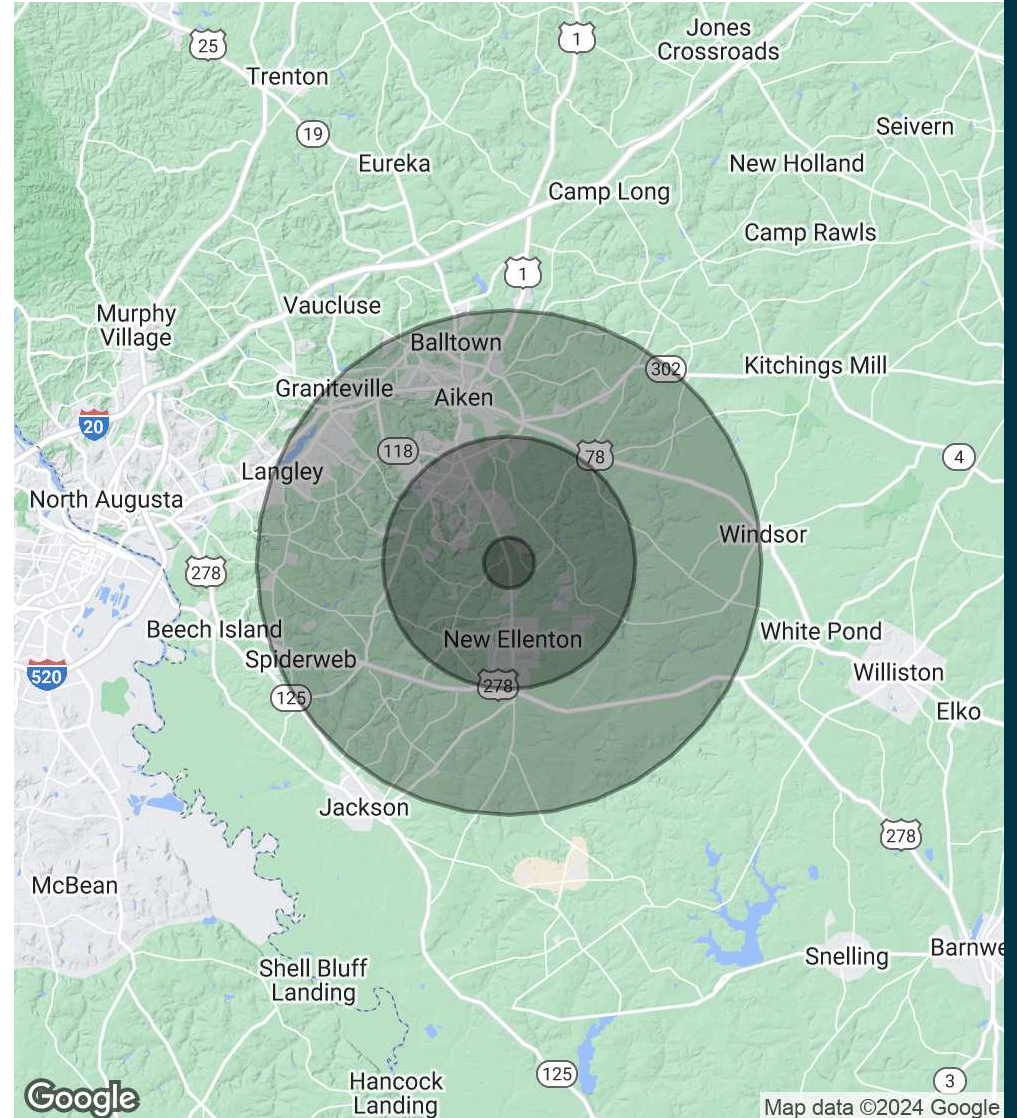 Jones
Crossroads
1
25
Trenton
Seivern
19
Eureka
New Holland
Camp Long
Camp Rawls
1
Vaucluse
Murphy
Village
Balltown
302
Kitchings Mill
Graniteville
Aiken
20
118
78
4
Langley
North Augusta
Windsor
278
Beech Island
White Pond
New Ellenton
Spiderweb
Williston
520
278
125
Elko
Jackson
278
McBean
Snelling
Barnwe
Shell Bluff
Landing
125
3
Hancock
Landing
Google
Map data ©2024 Google